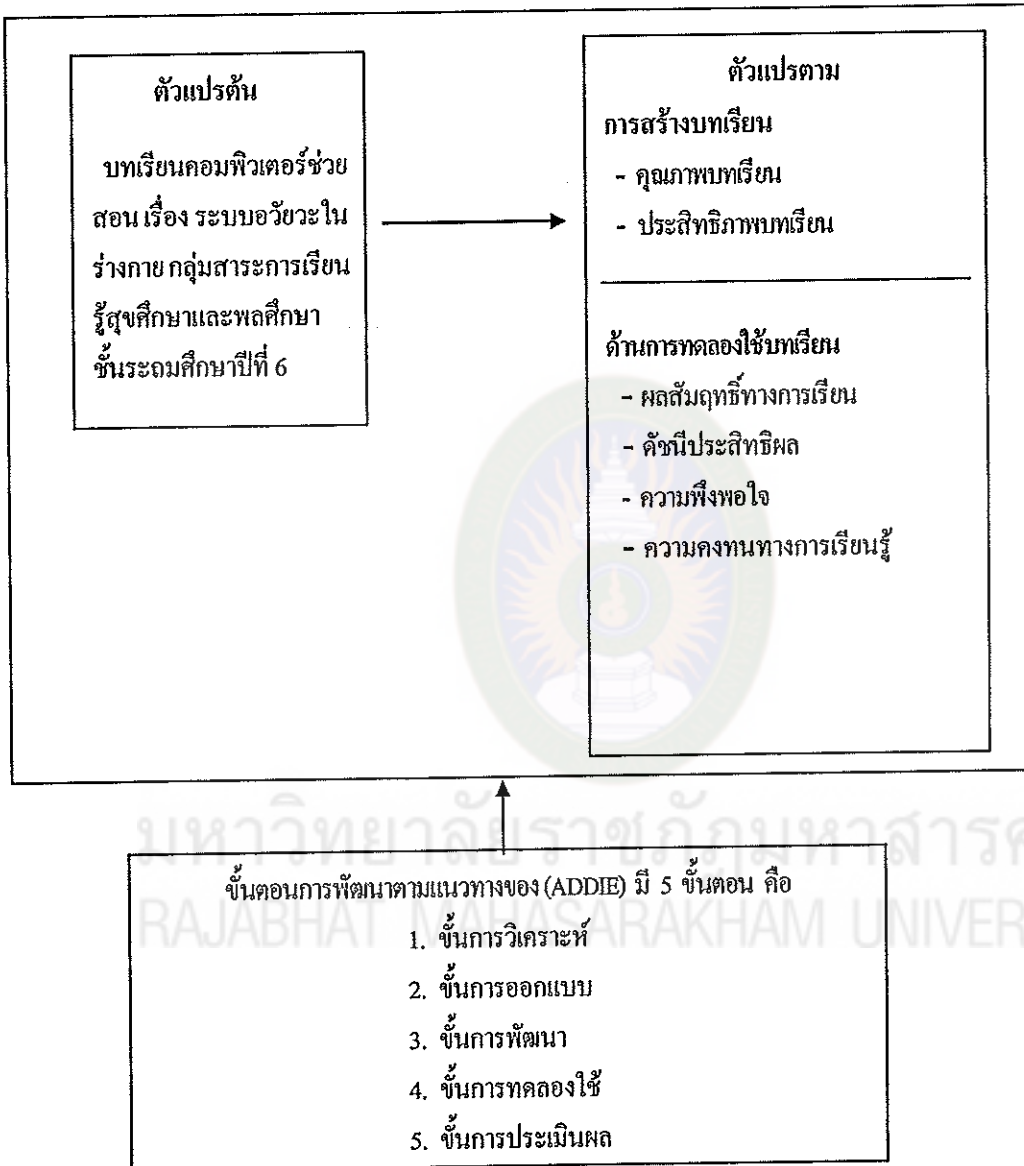 ตัวแปรต้น
บทเรียนคอมพิวเตอร์ช่วย
สอน เรื่อง ระบบอวัยวะใน
ร่างกาย กลุ่มสาระการเรียน
รู้สุขศึกษาและพลศึกษา
ชั้นระถมศึกษาปีที่ 6
ตัวแปรตาม
การสร้างบทเรียน
- คุณภาพบทเรียน
- ประสิทธิภาพบทเรียน
ด้านการทดลองใช้บทเรียน
- ผลสัมฤทธิ์ทางการเรียน
- ดัชนีประสิทธิผล
- ความพึงพอใจ
- ความคงทนทางการเรียนรู้
มหาวิทยาลัยราชภัฏมหาสารค
RAJABHAT MAHASARAKHAM UNIVER
ขั้นตอนการพัฒนาตามแนวทางของ (ADDIE) มี 5 ขั้นตอน คือ
1. ขั้นการวิเคราะห์
2. ขั้นการออกแบบ
3. ขั้นการพัฒนา
4. ขั้นการทดลองใช้
5. ขั้นการประเมินผล